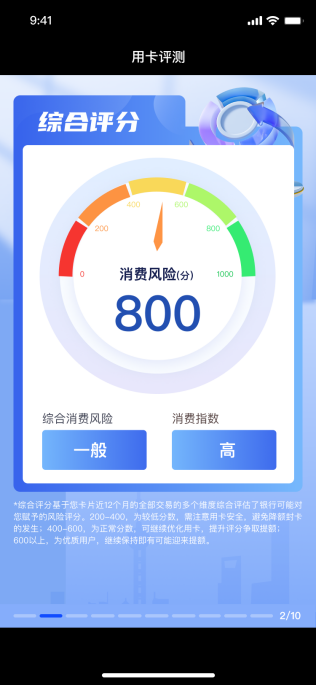 9:41
用卡评测
综合评分
400 600
200 800
0 1000
消费风险(分)
800
综合消费风险 消费指数
一般 高
*综合评分基于您卡片近12个月的全部交易的多个维度综合评估了银行可能对
您赋予的风险评分。200-400，为较低分数，需注意用卡安全，避免降额封卡
的发生；400-600，为正常分数，可继续优化用卡，提升评分争取提额；
600以上，为优质用户，继续保持即有可能迎来提额。
2/10